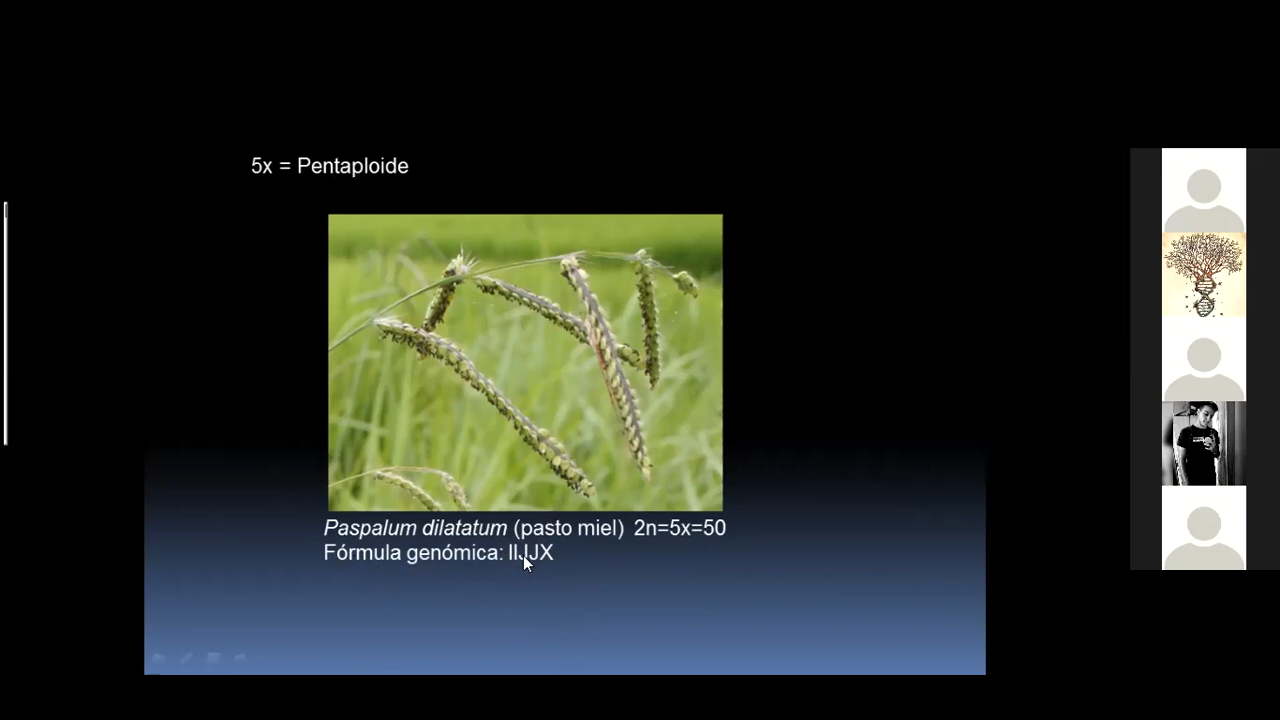 5x = Pentaploide
Paspalum dilatatum (pasto miel) 2n=5x=50
Fórmula genómica: IIJJX